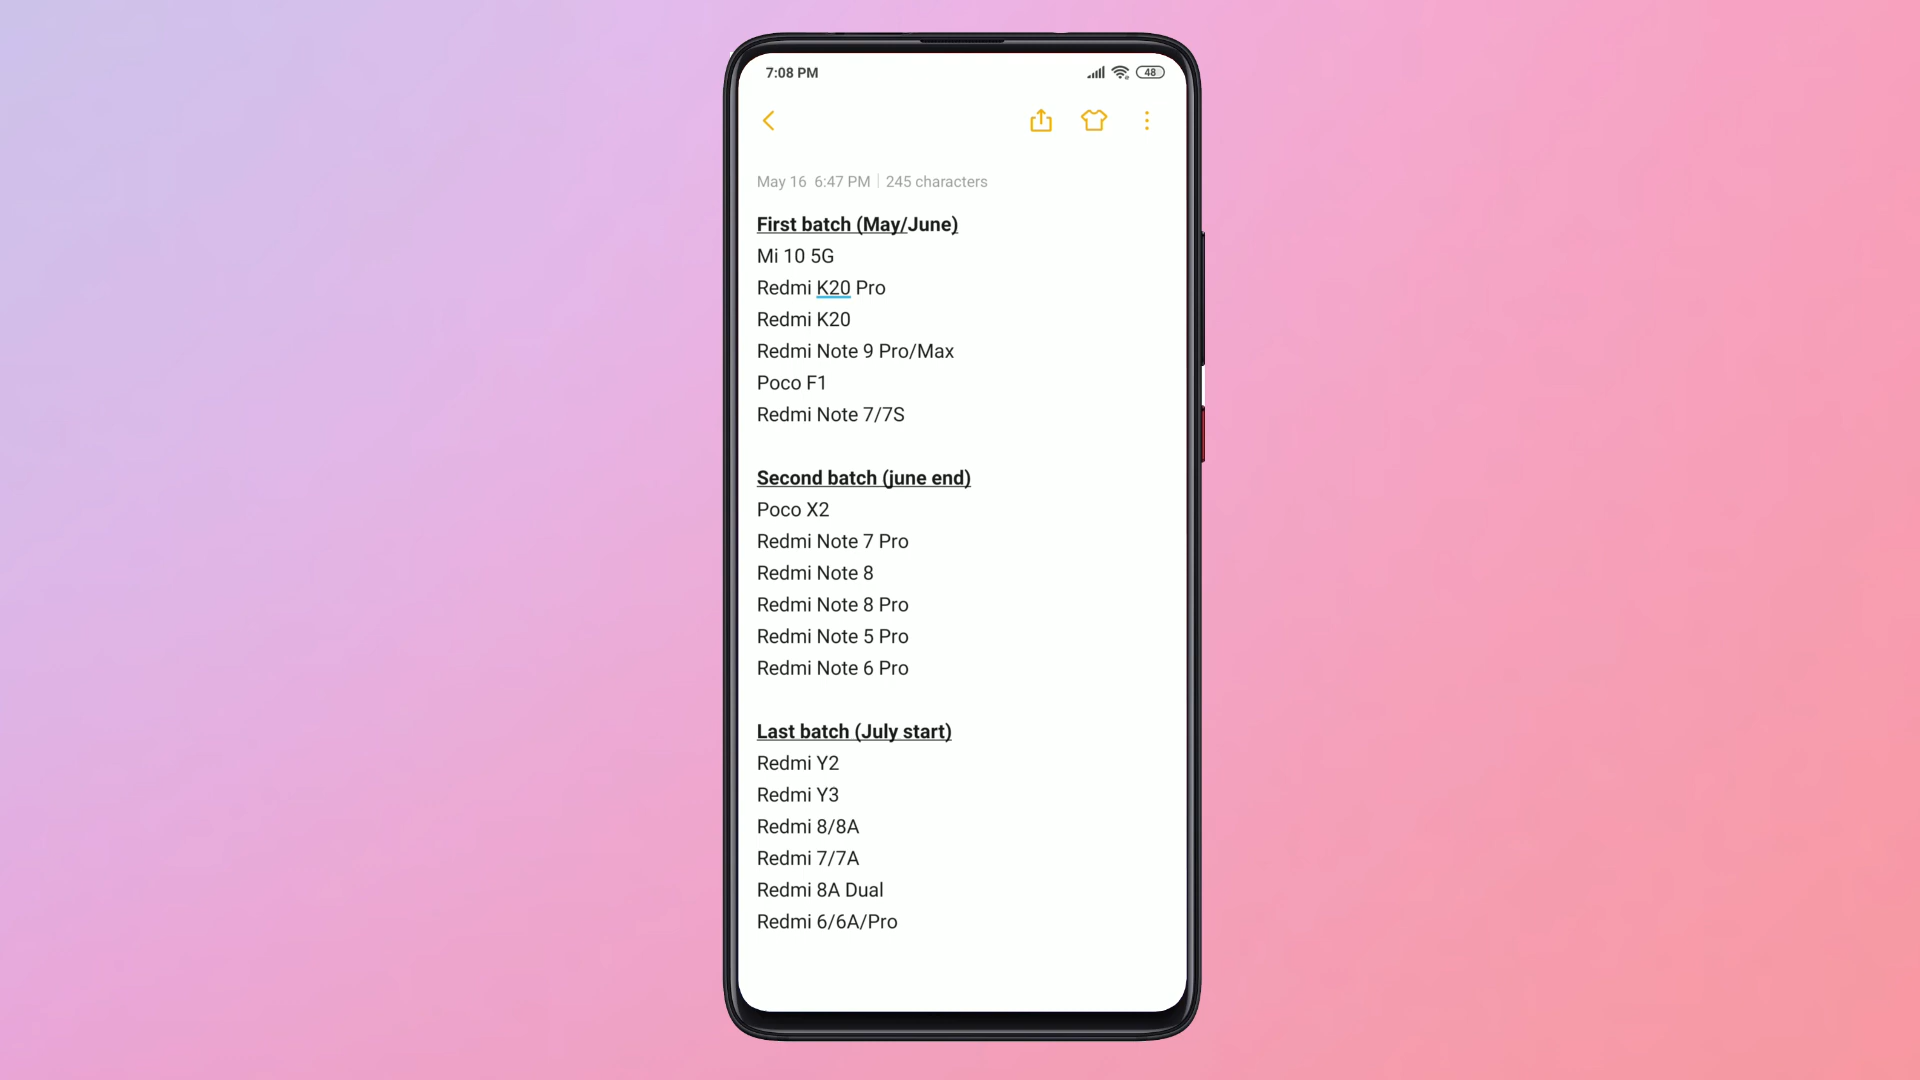 7:08 PM
48
May 16 6:47 PM | 245 characters
First batch (May/June)
Mi 10 5G
Redmi K20 Pro
Redmi K20
Redmi Note 9 Pro/Max
Poco F1
Redmi Note 7/7S
Second batch (june end)
Poco X2
Redmi Note 7 Pro
Redmi Note 8
Redmi Note 8 Pro
Redmi Note 5 Pro
Redmi Note 6 Pro
Last batch (July start)
Redmi Y2
Redmi Y3
Redmi 8/8A
Redmi 7/7A
Redmi 8A Dual
Redmi 6/6A/Pro